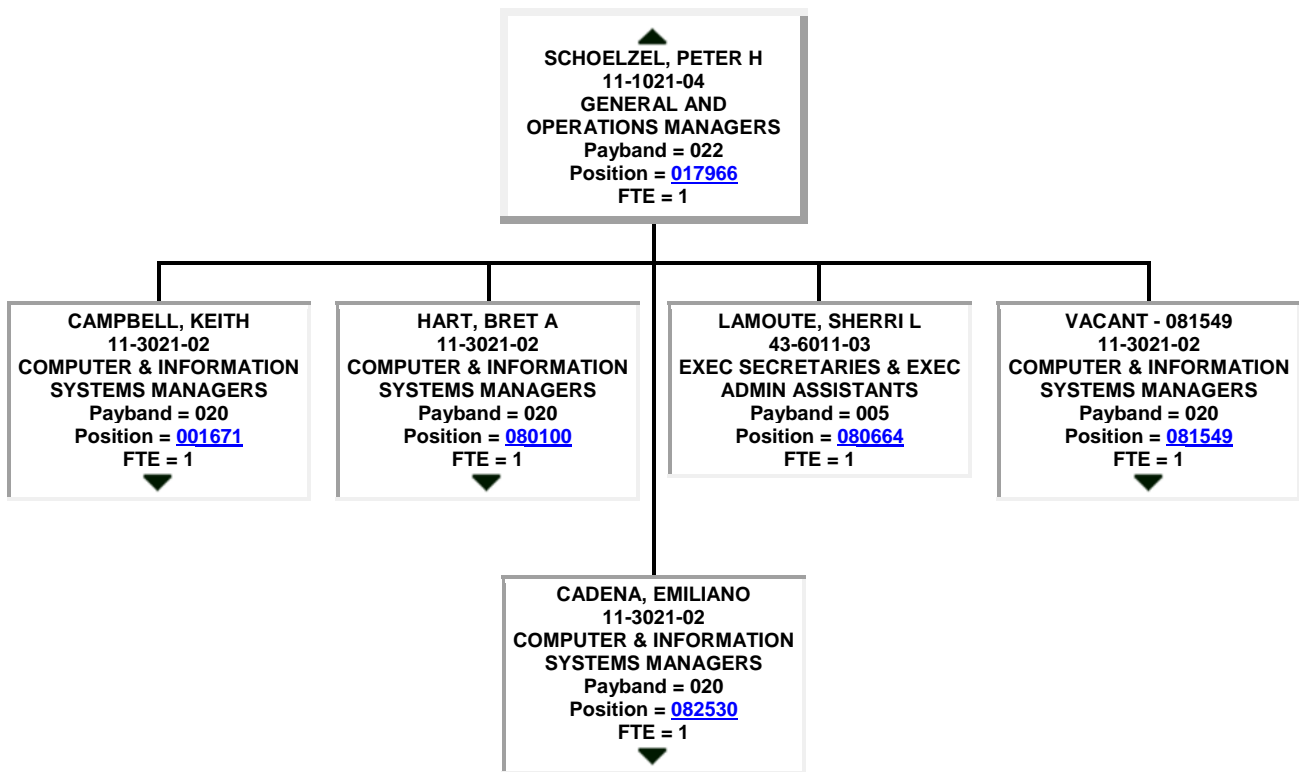 SCHOELZEL, PETER H
11-1021-04
GENERAL AND
OPERATIONS MANAGERS
Payband = 022
Position = 017966
FTE = 1
CAMPBELL, KEITH
11-3021-02
COMPUTER & INFORMATION
SYSTEMS MANAGERS
Payband = 020
Position = 001671
FTE = 1
HART, BRET A
11-3021-02
COMPUTER & INFORMATION
SYSTEMS MANAGERS
Payband = 020
Position = 080100
FTE = 1
LAMOUTE, SHERRI L
43-6011-03
EXEC SECRETARIES & EXEC
ADMIN ASSISTANTS
Payband = 005
Position = 080664
FTE = 1
VACANT - 081549
11-3021-02
COMPUTER & INFORMATION
SYSTEMS MANAGERS
Payband = 020
Position = 081549
FTE = 1
CADENA, EMILIANO
11-3021-02
COMPUTER & INFORMATION
SYSTEMS MANAGERS
Payband = 020
Position = 082530
FTE = 1